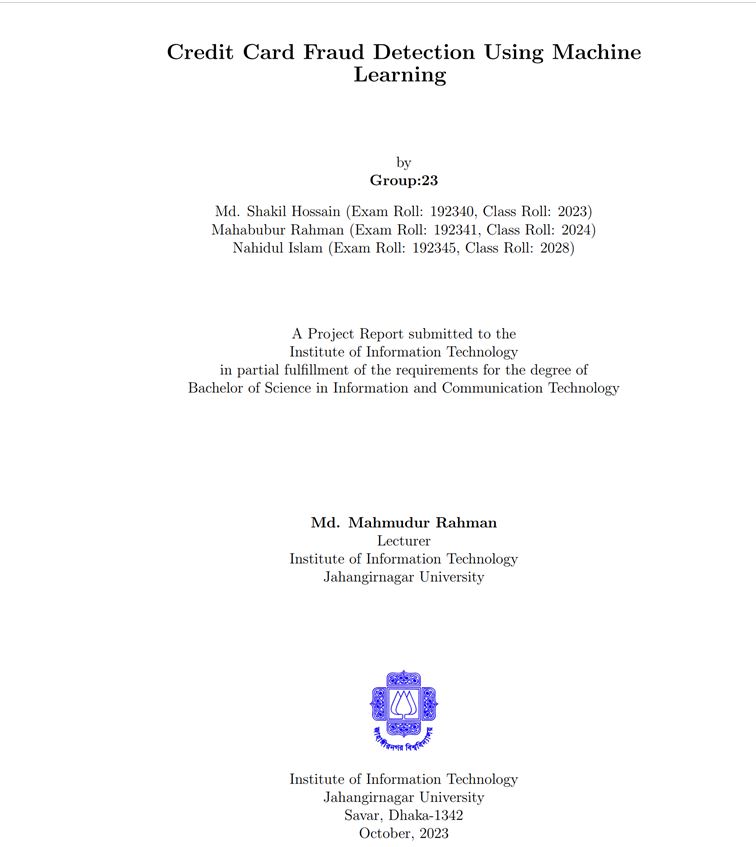 Credit Card Fraud Detection Using Machine
Learning
by
Group:23
Md. Shakil Hossain (Exam Roll: 192340, Class Roll: 2023)
Mahabubur Rahman (Exam Roll: 192341, Class Roll: 2024)
Nahidul Islam (Exam Roll: 192345, Class Roll: 2028)
A Project Report submitted to the
Institute of Information Technology
in partial fulfillment of the requirements for the degree of
Bachelor of Science in Information and Communication Technology
Md. Mahmudur Rahman
Lecturer
Institute of Information Technology
Jahangirnagar University
জাহাঙ্গীরনগর বিশ্ববিদ্যালয়
Institute of Information Technology
Jahangirnagar University
Savar, Dhaka-1342
October, 2023